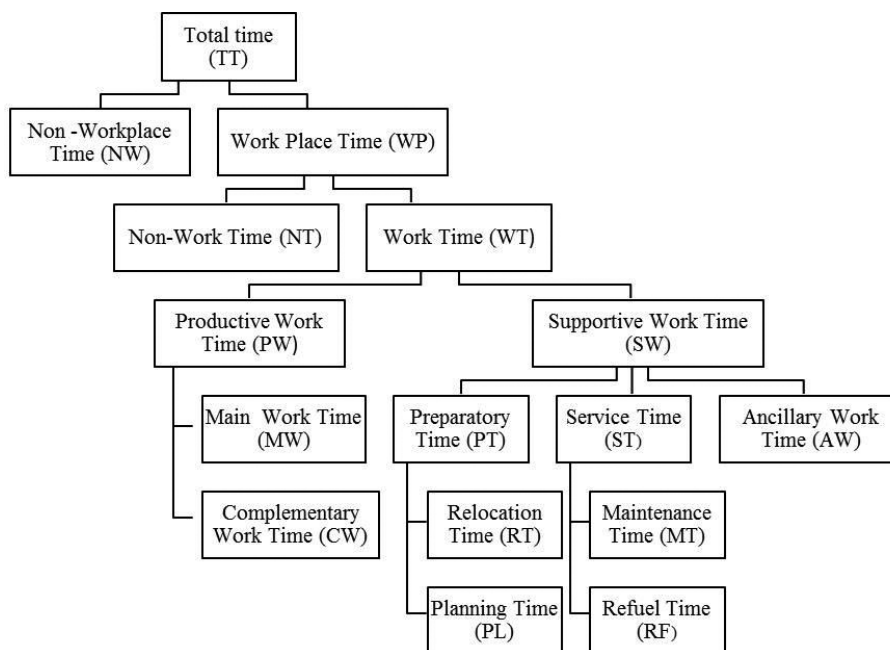 Total time
(TT)
Non -Workplace
Time (NW)
Work Place Time (WP)
Non-Work Time (NT)
Work Time (WT)
Productive Work
Time (PW)
Supportive Work Time
(SW)
Main Work Time
(MW)
Preparatory
Time (PT)
Service Time
(ST)
Ancillary Work
Time (AW)
Complementary
Work Time (CW)
Relocation
Time (RT)
Maintenance
Time (MT)
Planning Time
(PL)
Refuel Time
(RF)